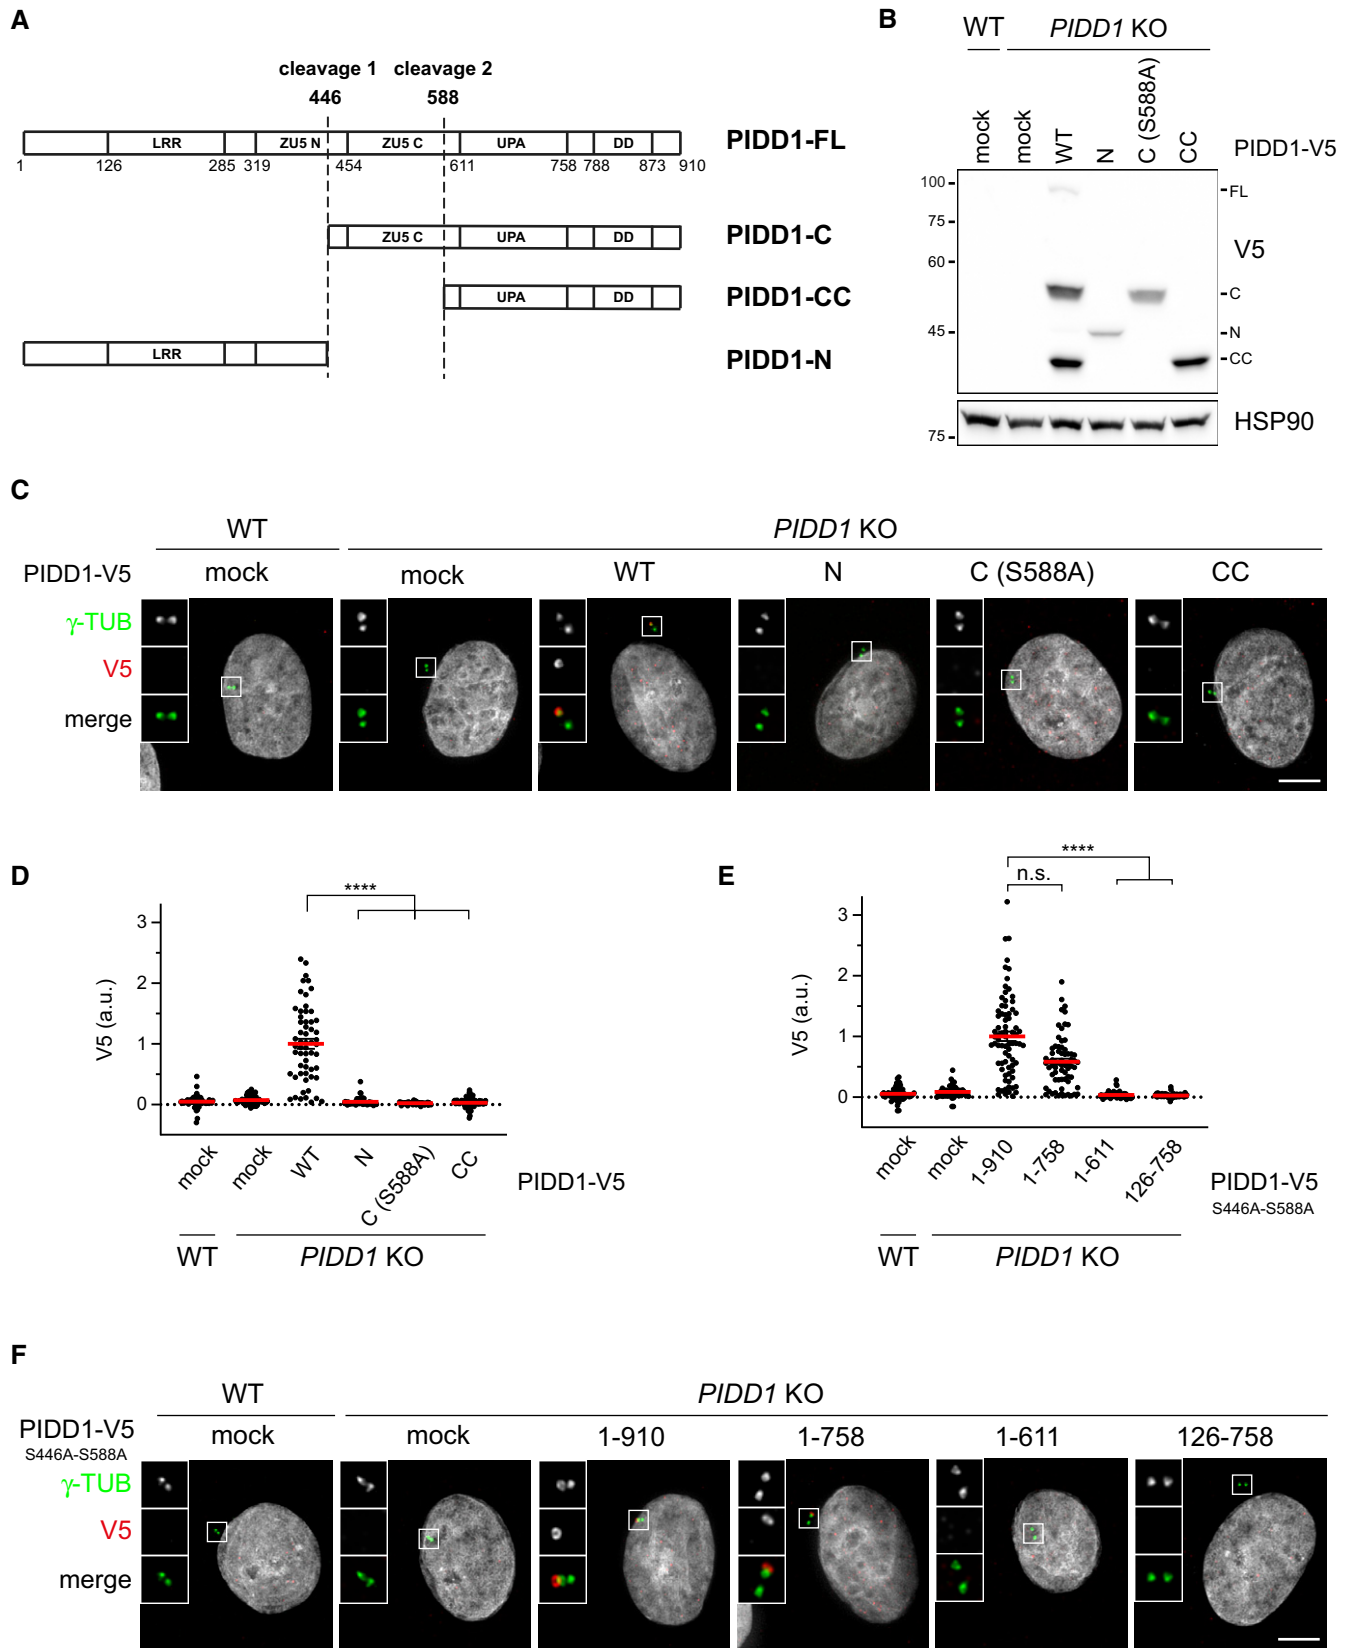 A
cleavage 1 cleavage 2
446 588
LRR ZU5 N ZU5 C UPA DD PIDD1-FL
1 126 285 319 454 611 758 788 873 910
ZU5 C UPA DD PIDD1-C
UPA DD PIDD1-CC
LRR PIDD1-N
B
WT PIDD1 KO
mock mock WT N C (S588A) CC PIDD1-V5
100
75
60
45
FL
C
N
CC
V5
75
HSP90
C
WT PIDD1 KO
PIDD1-V5 mock mock WT N C (S588A) CC
γ-TUB
V5
merge
D
****
V5 (a.u.)
3
2
1
0
mock mock WT N C (S588A) CC PIDD1-V5
WT PIDD1 KO
E
****
n.s.
V5 (a.u.)
3
2
1
0
mock mock 1-910 1-758 1-611 126-758 PIDD1-V5
S446A-S588A
WT PIDD1 KO
F
WT PIDD1 KO
PIDD1-V5 mock mock 1-910 1-758 1-611 126-758
S446A-S588A
γ-TUB
V5
merge